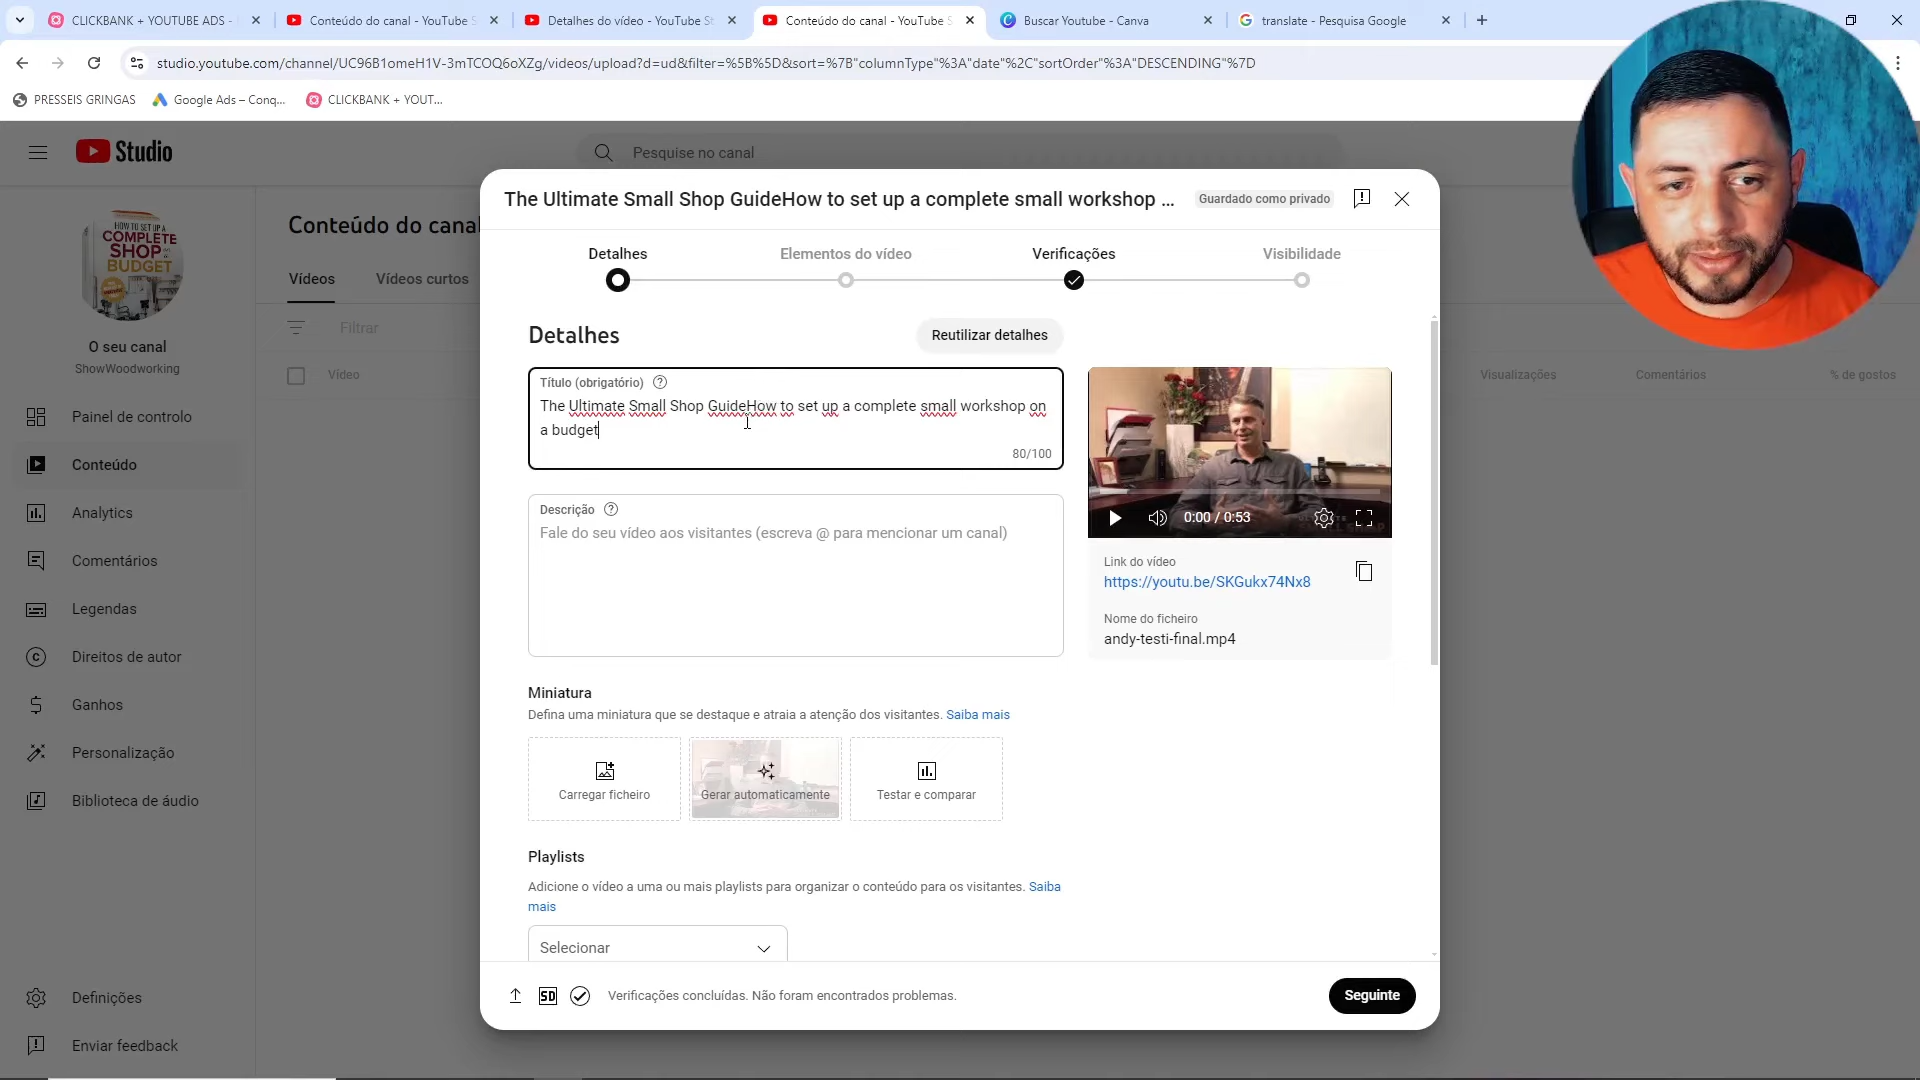 CLICKBANK + YOUTUBE ADS -
Conteúdo do canal - YouTube S
Detalhes do vídeo - YouTube St
Conteúdo do canal - YouTube S
Buscar Youtube - Canva
translate - Pesquisa Google
studio.youtube.com/channel/UC96B1omeH1V-3mTCOQ6oXZg/videos/upload?d=ud&filter=%5B%5D&sort=%7B"columnType"%3A"date"%2C"sortOrder"%3A"DESCENDING"%7D
PRESSEIS GRINGAS
Google Ads – Conq...
CLICKBANK + YOUT...
Studio
Pesquise no canal
HOW TO SET UP A
COMPLETE
SHOP ON A
BUDGET
O seu canal
ShowWoodworking
Painel de controlo
Conteúdo
Analytics
Comentários
Legendas
Direitos de autor
Ganhos
Personalização
Biblioteca de áudio
Definições
Enviar feedback
Conteúdo do canal
Vídeos
Vídeos curtos
Filtrar
Vídeo
Visualizações
Comentários
% de gostos
The Ultimate Small Shop GuideHow to set up a complete small workshop ...
Guardado como privado
Detalhes
Elementos do vídeo
Verificações
Visibilidade
Detalhes
Reutilizar detalhes
Título (obrigatório)
The Ultimate Small Shop GuideHow to set up a complete small workshop on
a budget
80/100
Descrição
Fale do seu vídeo aos visitantes (escreva @ para mencionar um canal)
0:00 / 0:53
Link do vídeo
https://youtu.be/SKGukx74Nx8
Nome do ficheiro
andy-testi-final.mp4
Miniatura
Defina uma miniatura que se destaque e atraia a atenção dos visitantes. Saiba mais
Carregar ficheiro
Gerar automaticamente
Testar e comparar
Playlists
Adicione o vídeo a uma ou mais playlists para organizar o conteúdo para os visitantes. Saiba
mais
Selecionar
SD
Verificações concluídas. Não foram encontrados problemas.
Seguinte